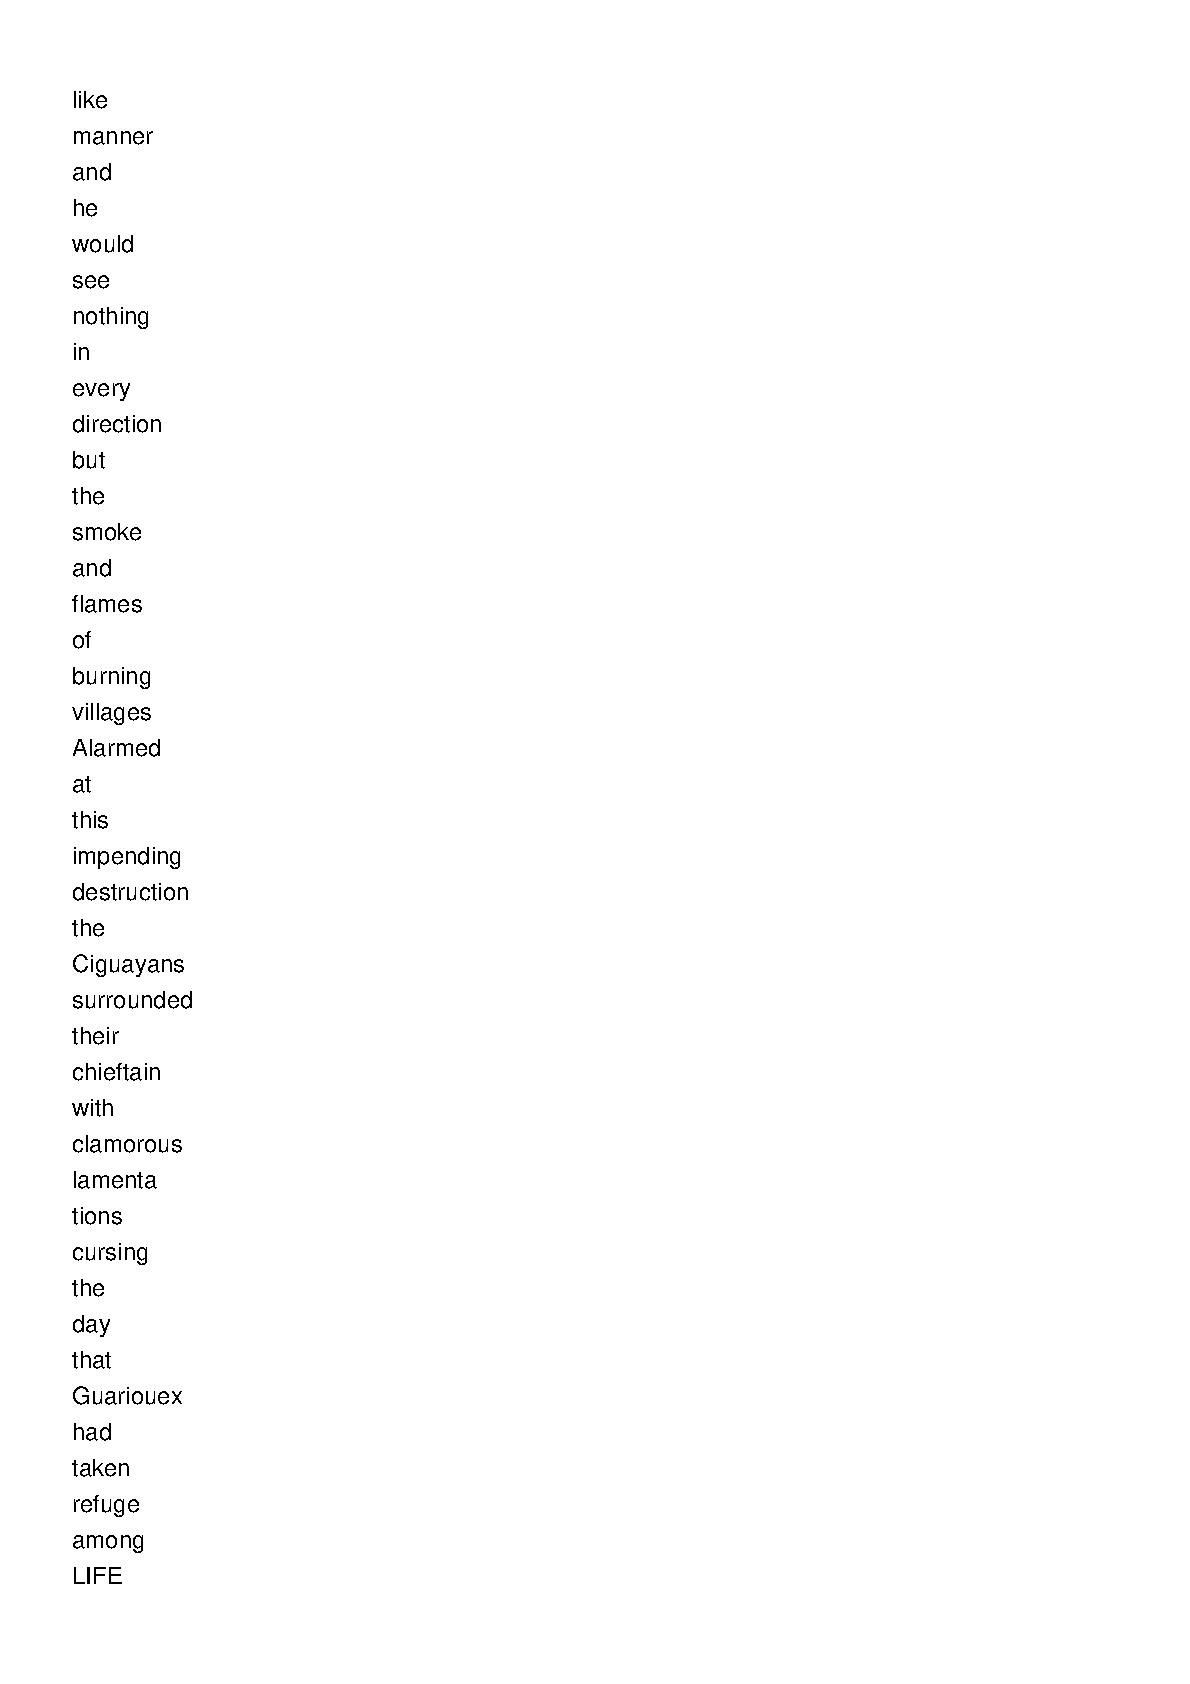 like
manner
and
he
would
see
nothing
in
every
direction
but
the
smoke
and
flames
of
burning
villages
Alarmed
at
this
impending
destruction
the
Ciguayans
surrounded
their
chieftain
with
clamorous
lamenta
tions
cursing
the
day
that
Guariouex
had
taken
refuge
among
LIFE